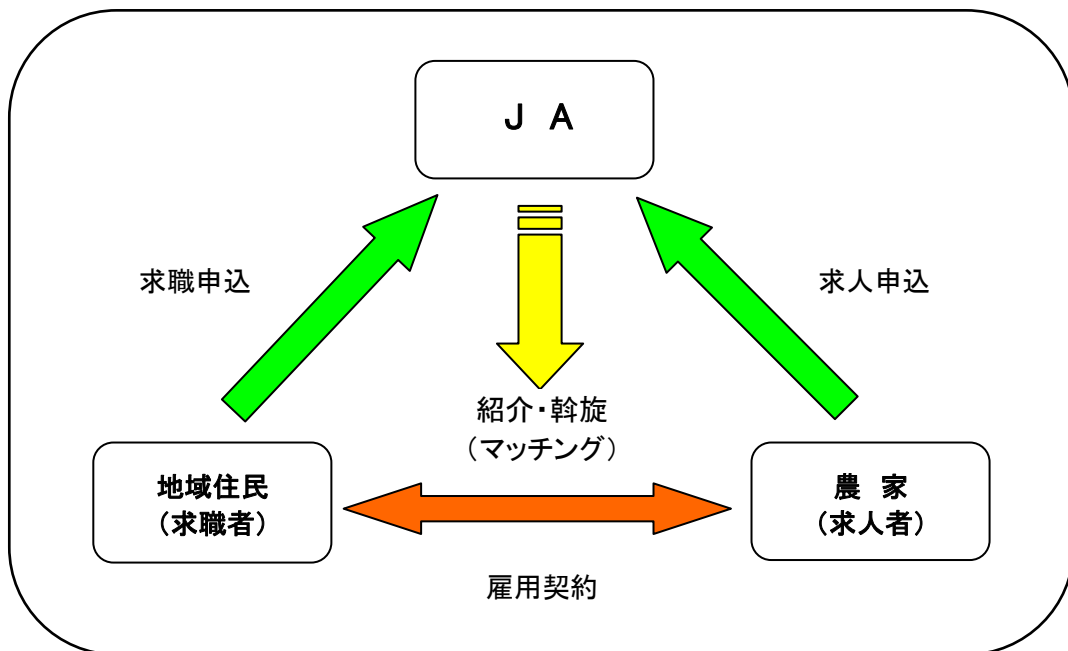 J A
求職申込
求人申込
紹介・斡旋
（マッチング）
地域住民
（求職者）
農 家
（求人者）
雇用契約